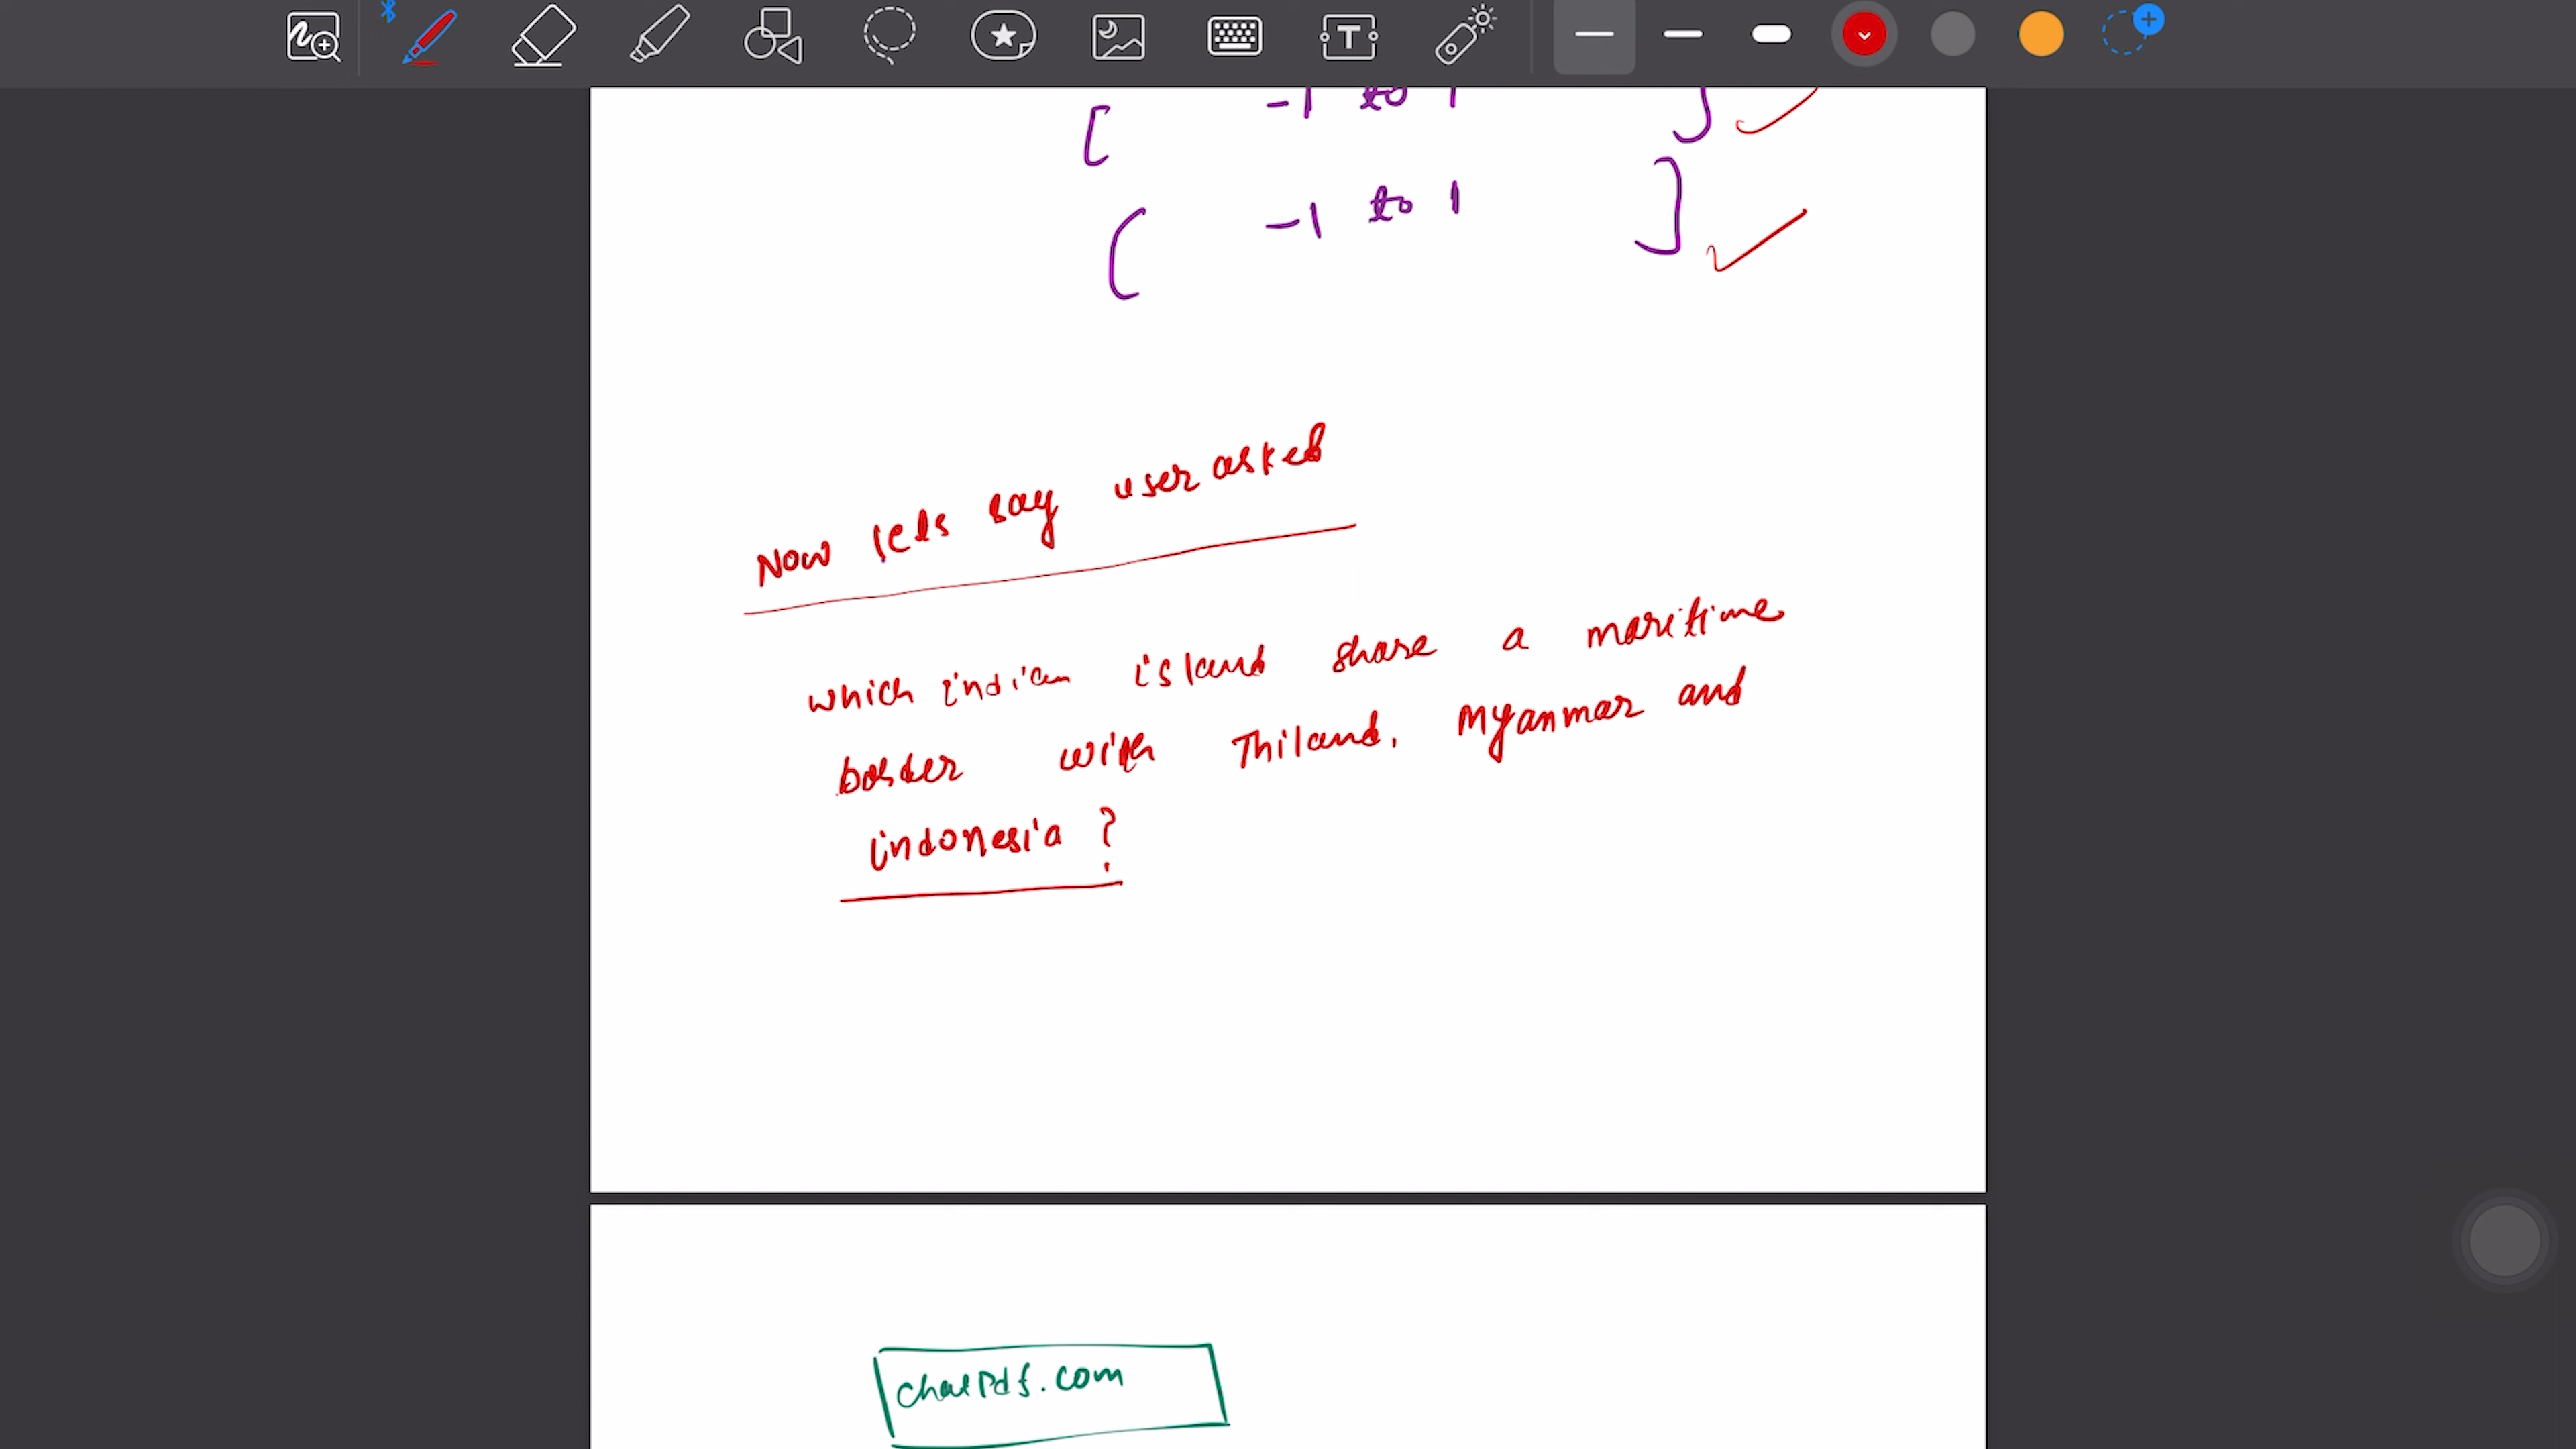 [ -1 to 1 ]
[ -1 to 1 ]
Now lets say user asked
which indian island share a maritime
border with Thiland, Myanmar and
indonesia ?
chatPdf.com